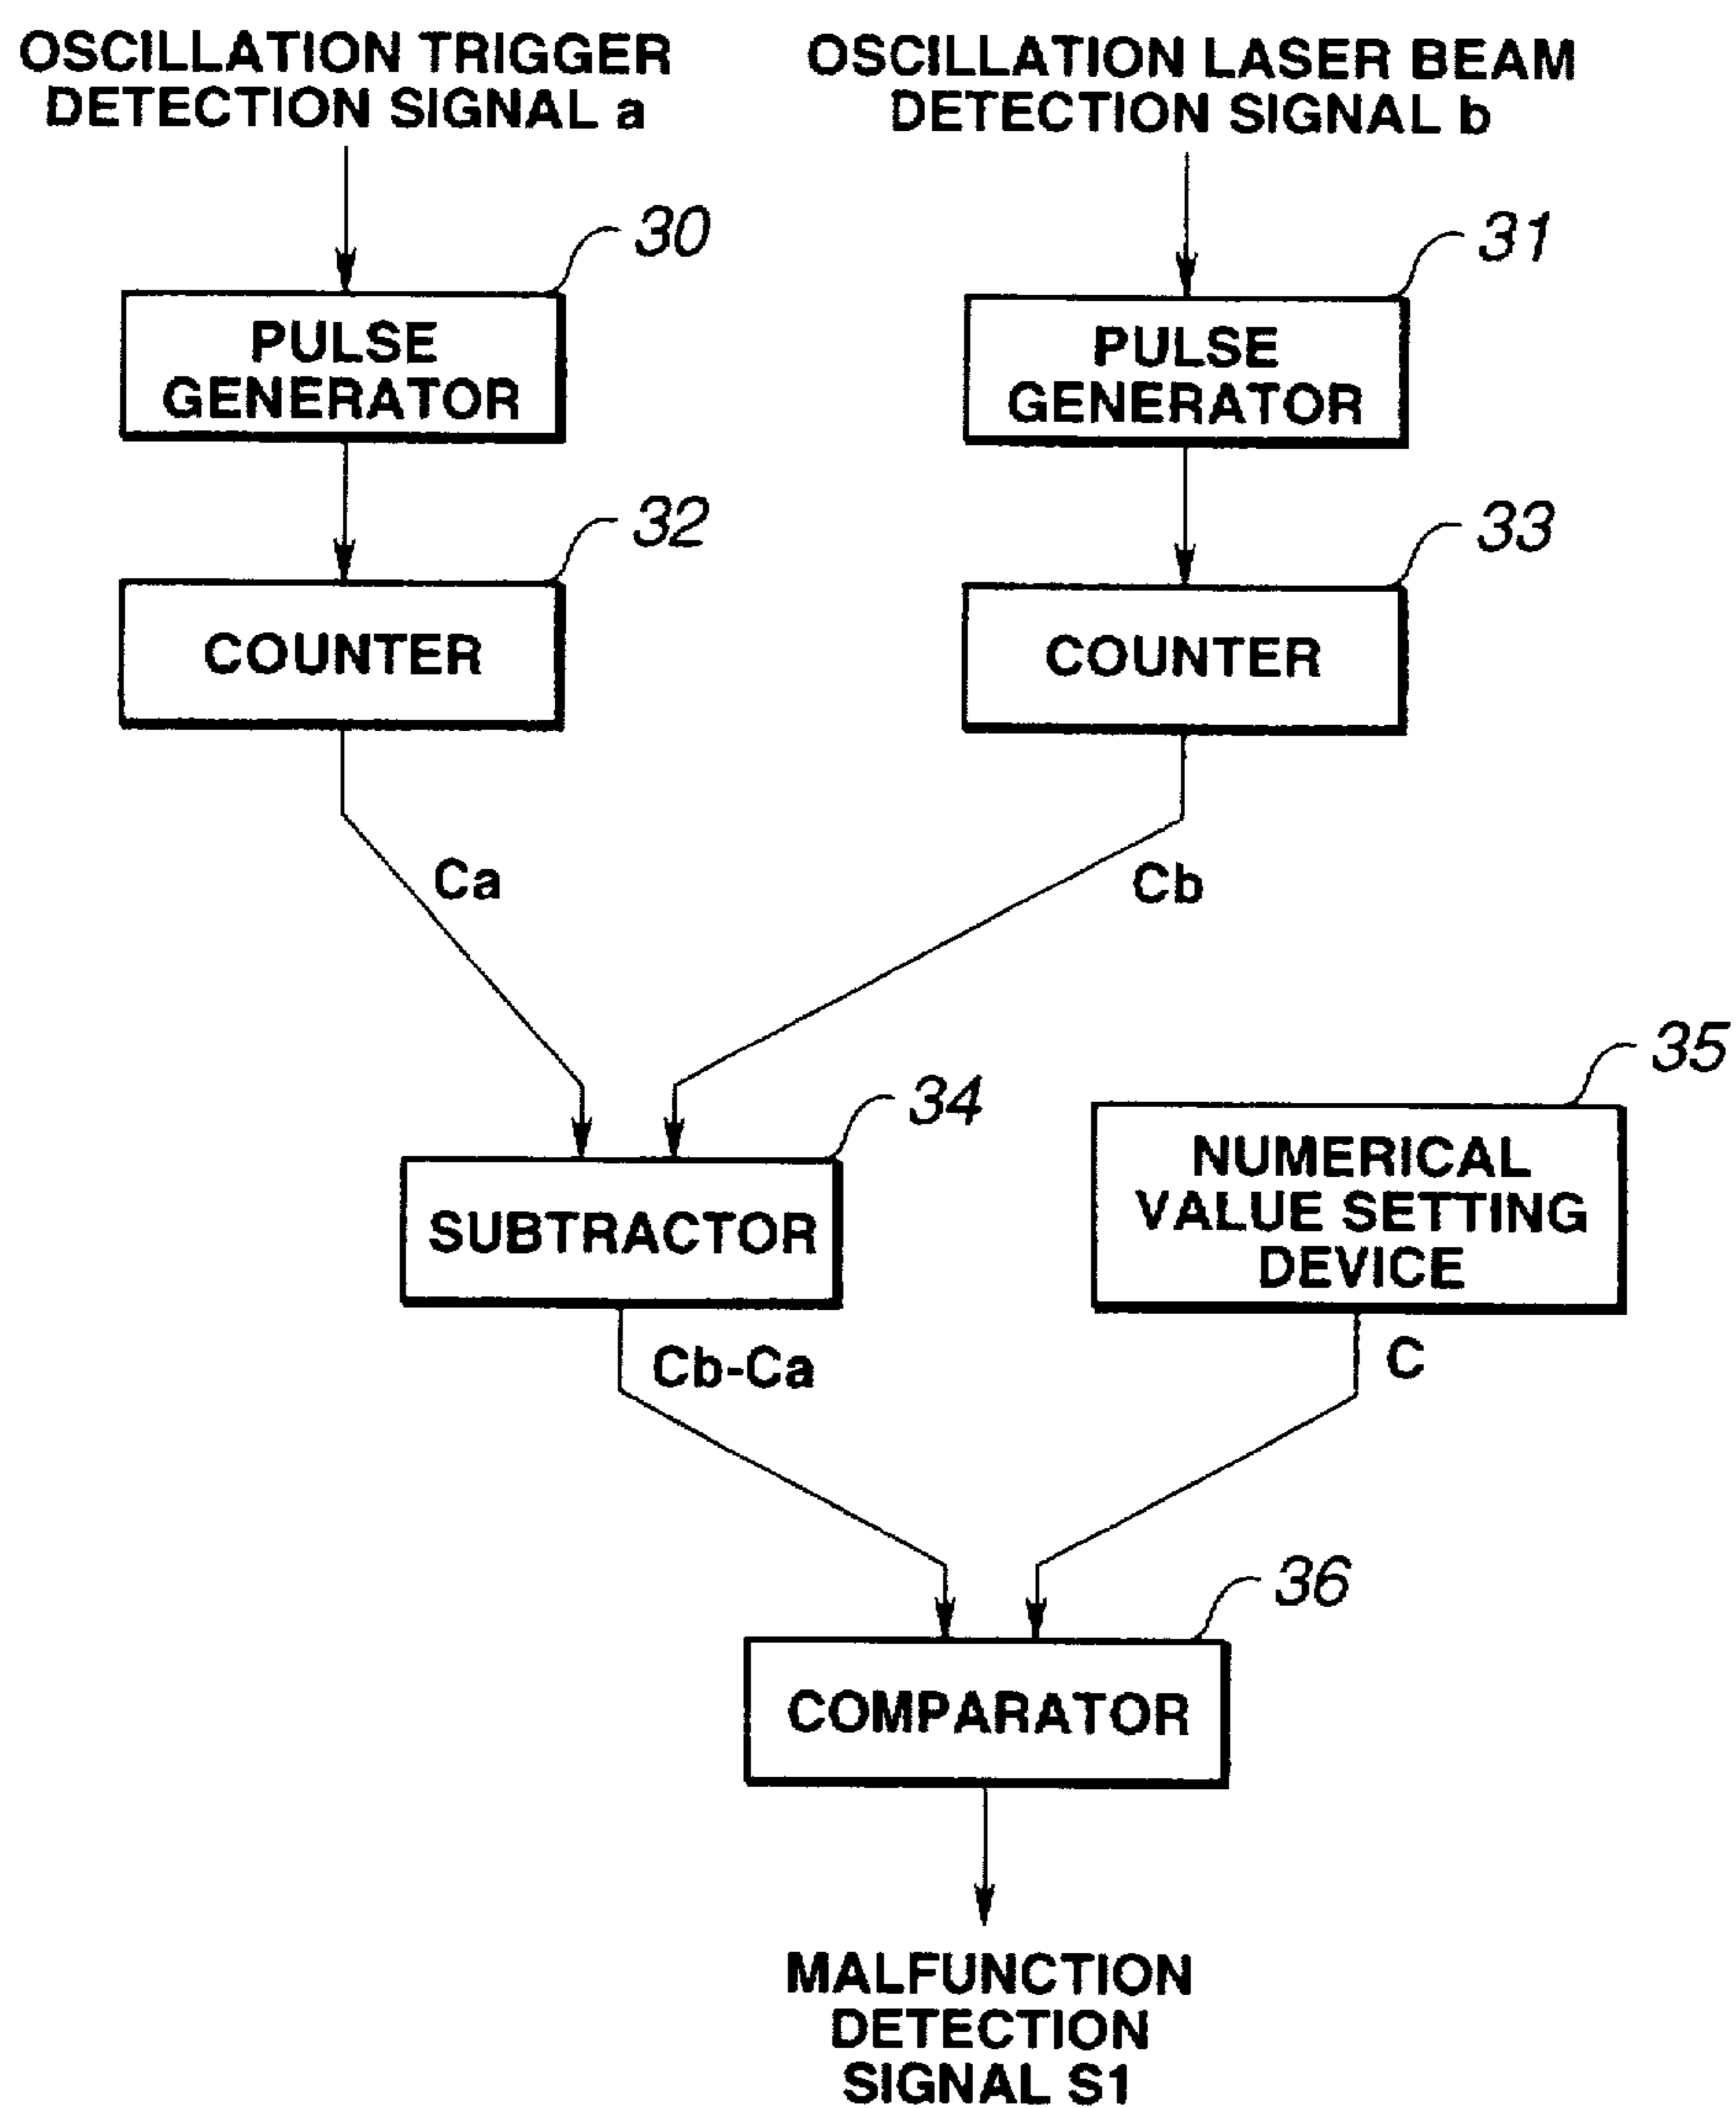 OSCILLATION TRIGGER
DETECTION SIGNAL a
OSCILLATION LASER BEAM
DETECTION SIGNAL b
30
31
PULSE
GENERATOR
PULSE
GENERATOR
32
33
COUNTER
COUNTER
Ca
Cb
34
35
SUBTRACTOR
NUMERICAL
VALUE SETTING
DEVICE
Cb-Ca
C
36
COMPARATOR
MALFUNCTION
DETECTION
SIGNAL S1